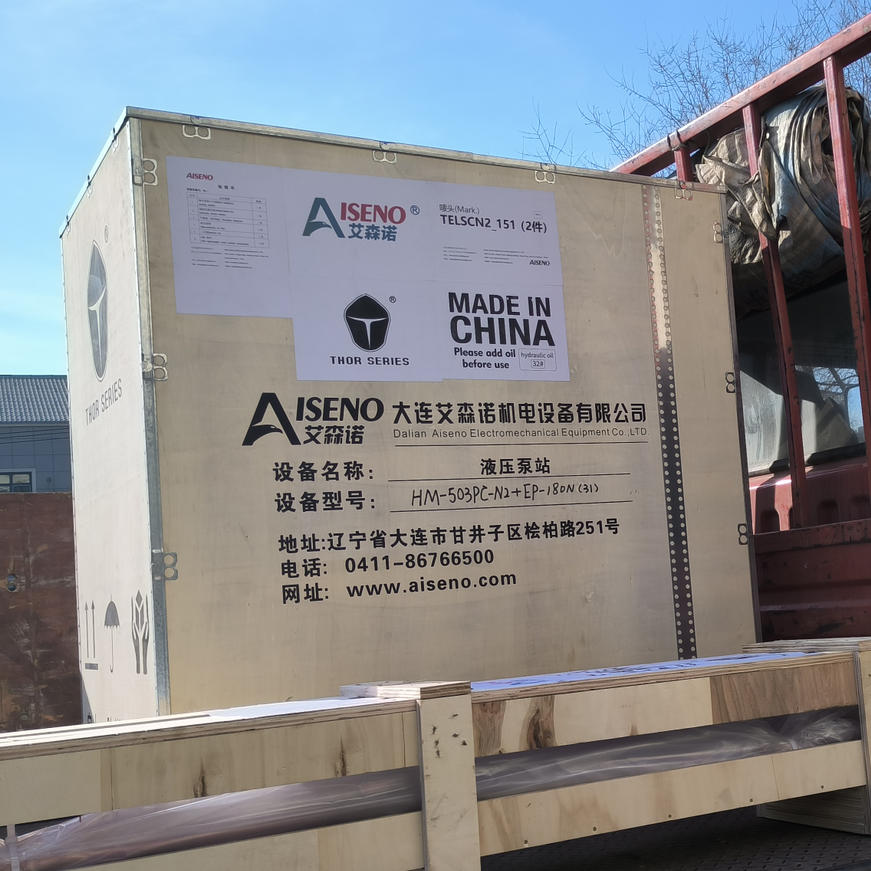 AISENO
AISENO®
艾森诺
唛头(Mark.)
TELSCN2_151 (2件)
AISENO
®
THOR SERIES
MADE IN
CHINA
Please add oil
before use
hydraulic oil
32#
®
THOR SERIES
AISENO
艾森诺
大连艾森诺机电设备有限公司
Dalian Aiseno Electromechanical Equipment Co.,LTD
设备名称: 液压泵站
设备型号: HM-503PC-N2+EP-180N(31)
地址:辽宁省大连市甘井子区桧柏路251号
电话: 0411-86766500
网址: www.aiseno.com